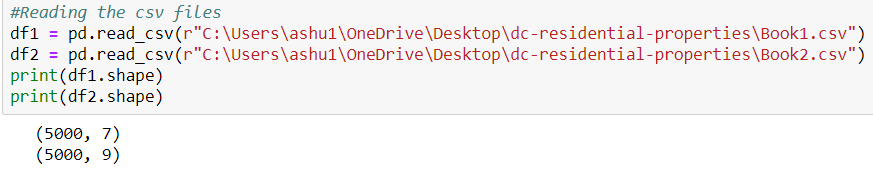 #Reading the csv files
df1 = pd.read_csv(r"C:\Users\ashu1\OneDrive\Desktop\dc-residential-properties\Book1.csv")
df2 = pd.read_csv(r"C:\Users\ashu1\OneDrive\Desktop\dc-residential-properties\Book2.csv")
print(df1.shape)
print(df2.shape)
(5000, 7)
(5000, 9)